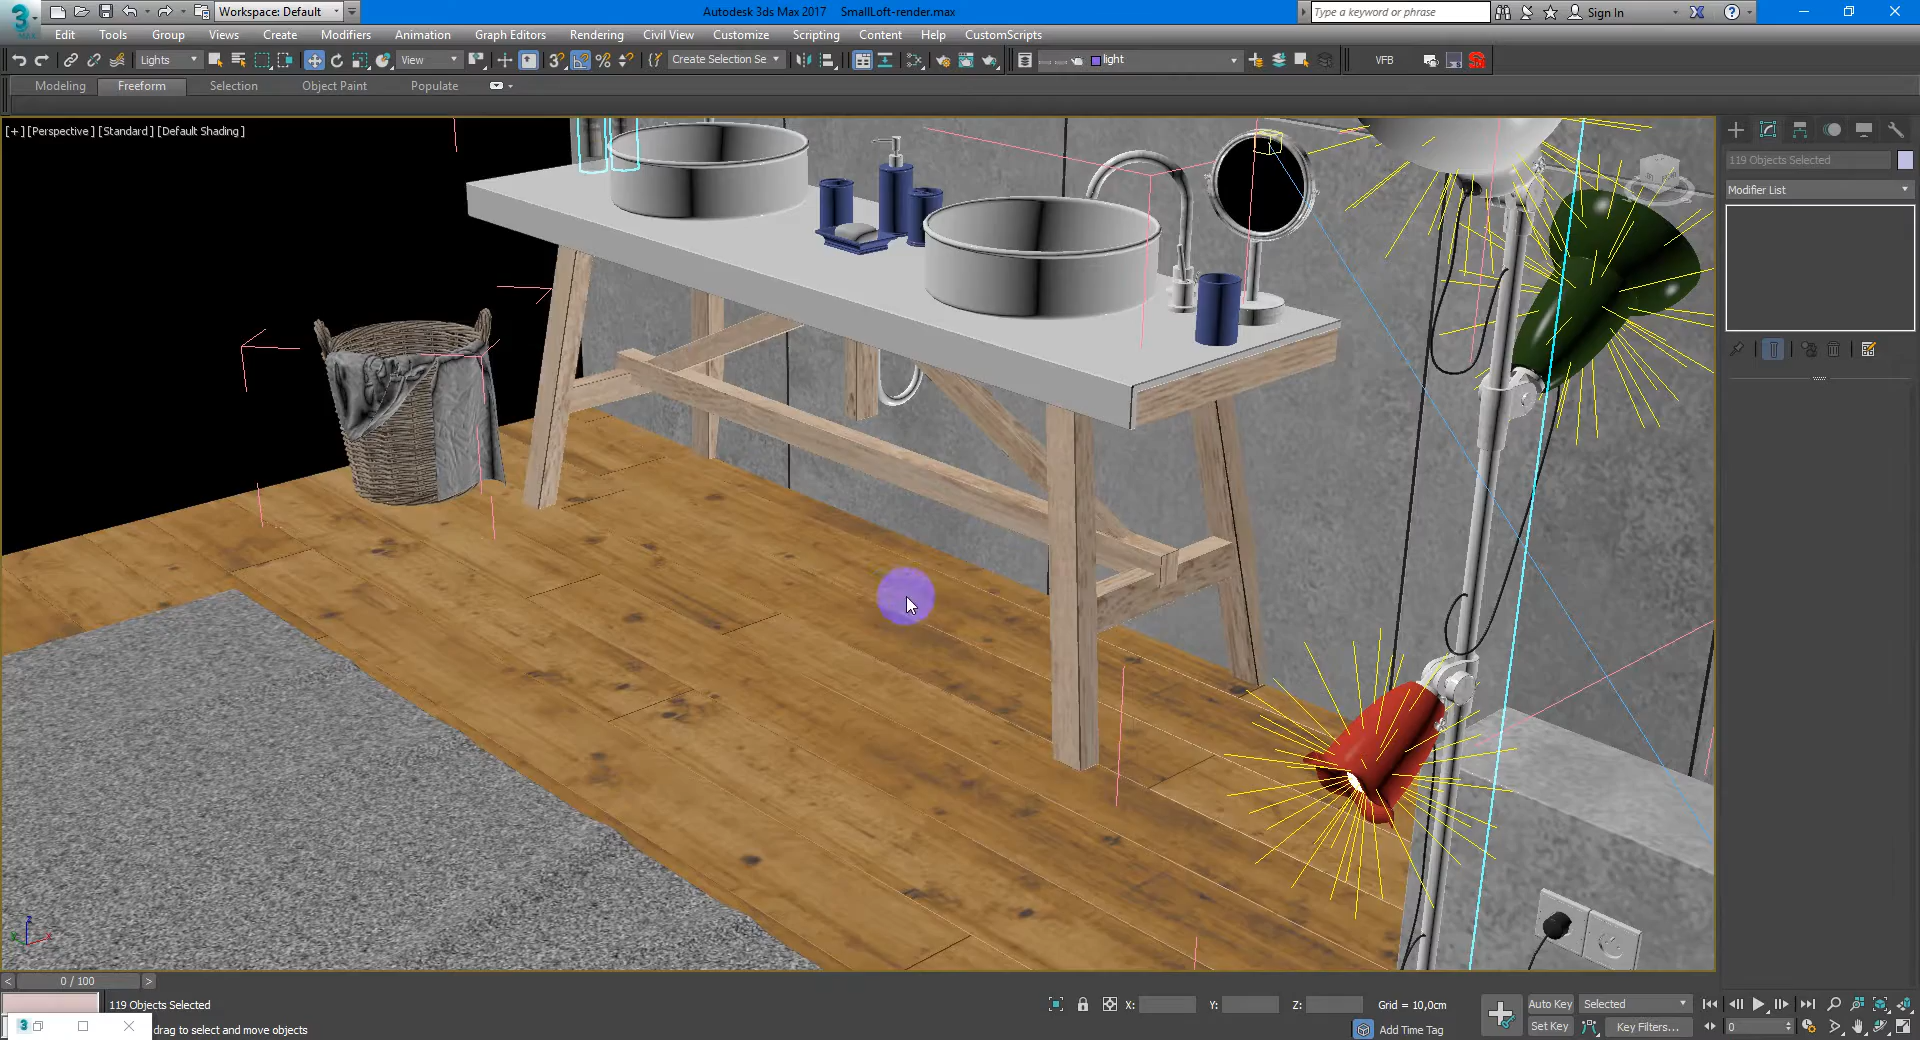 3
MAX
Workspace: Default
Autodesk 3ds Max 2017    SmallLoft-render.max
Type a keyword or phrase
Sign In
Edit Tools Group Views Create Modifiers Animation Graph Editors Rendering Civil View Customize Scripting Content Help CustomScripts
Lights
View
3
Create Selection Se
light
VFB
Modeling Freeform Selection Object Paint Populate
[+] [Perspective] [Standard] [Default Shading]
119 Objects Selected
Modifier List
z
< 0 / 100 >
119 Objects Selected
X: Y: Z: Grid = 10,0cm
Auto Key Selected
3
drag to select and move objects
Add Time Tag
Set Key Key Filters...
0